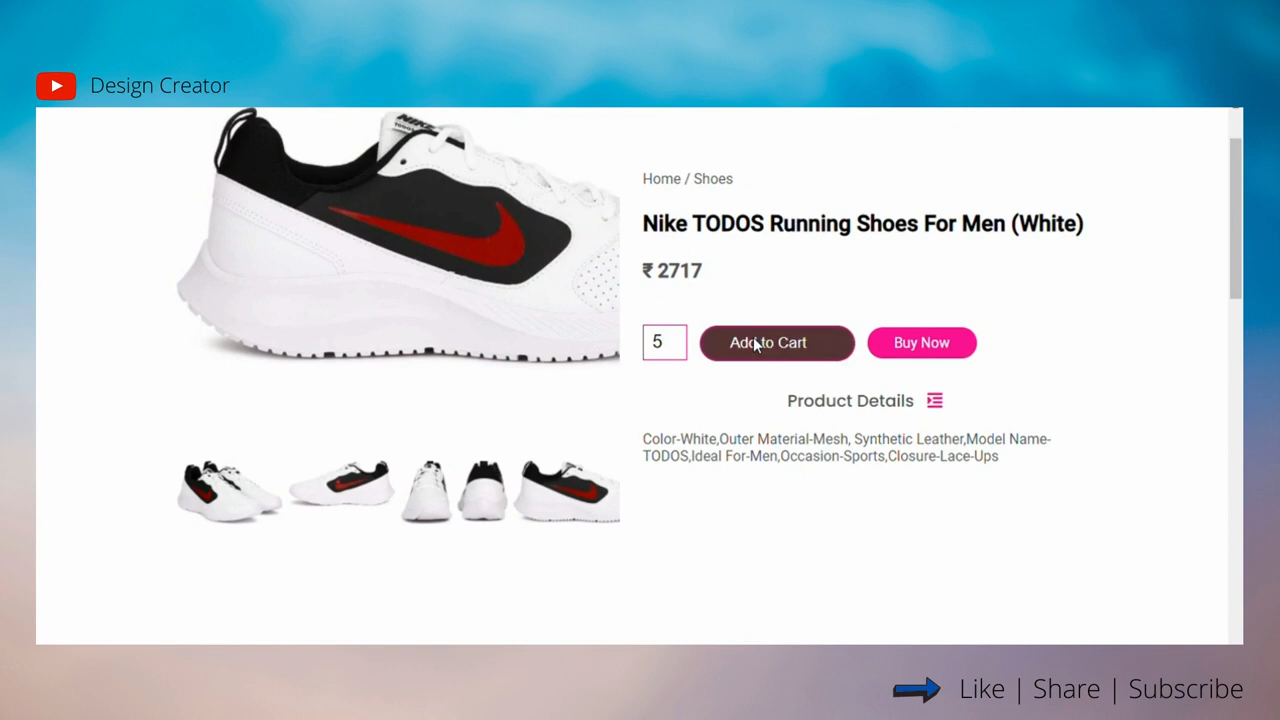 Design Creator
NIKE
Home / Shoes
Nike TODOS Running Shoes For Men (White)
₹ 2717
5
Add to Cart
Buy Now
Product Details
Color-White,Outer Material-Mesh, Synthetic Leather,Model Name-
TODOS,Ideal For-Men,Occasion-Sports,Closure-Lace-Ups
Like | Share | Subscribe